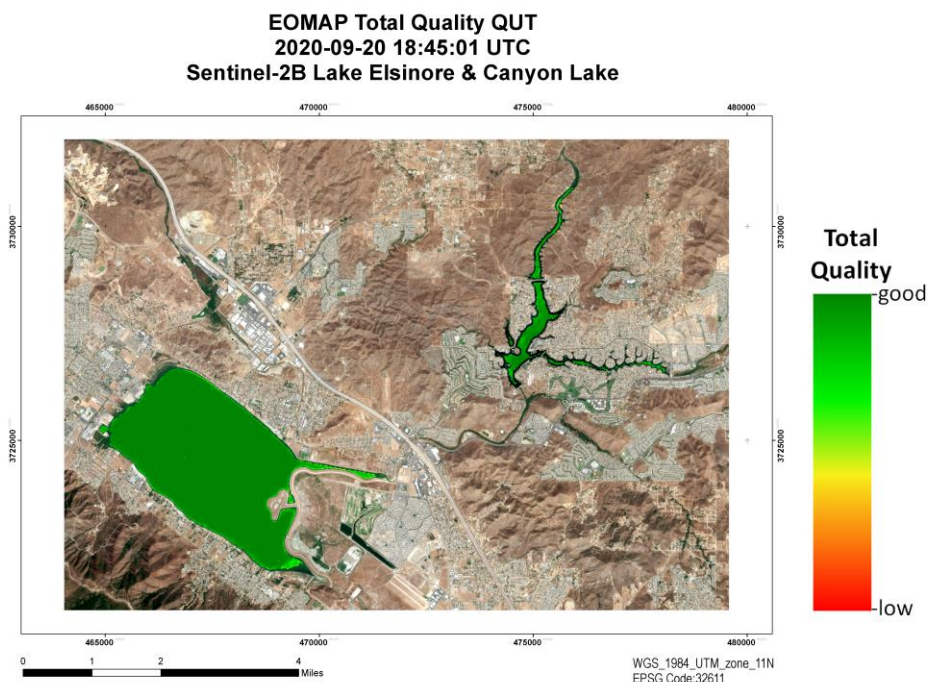 EOMAP Total Quality QUT
2020-09-20 18:45:01 UTC
Sentinel-2B Lake Elsinore & Canyon Lake
465000 470000 475000 480000
3730000 3730000
3725000 3725000
465000 470000 475000 480000
Total
Quality
good
low
0 1 2 4
Miles
WGS_1984_UTM_zone_11N
EPSG Code:32611